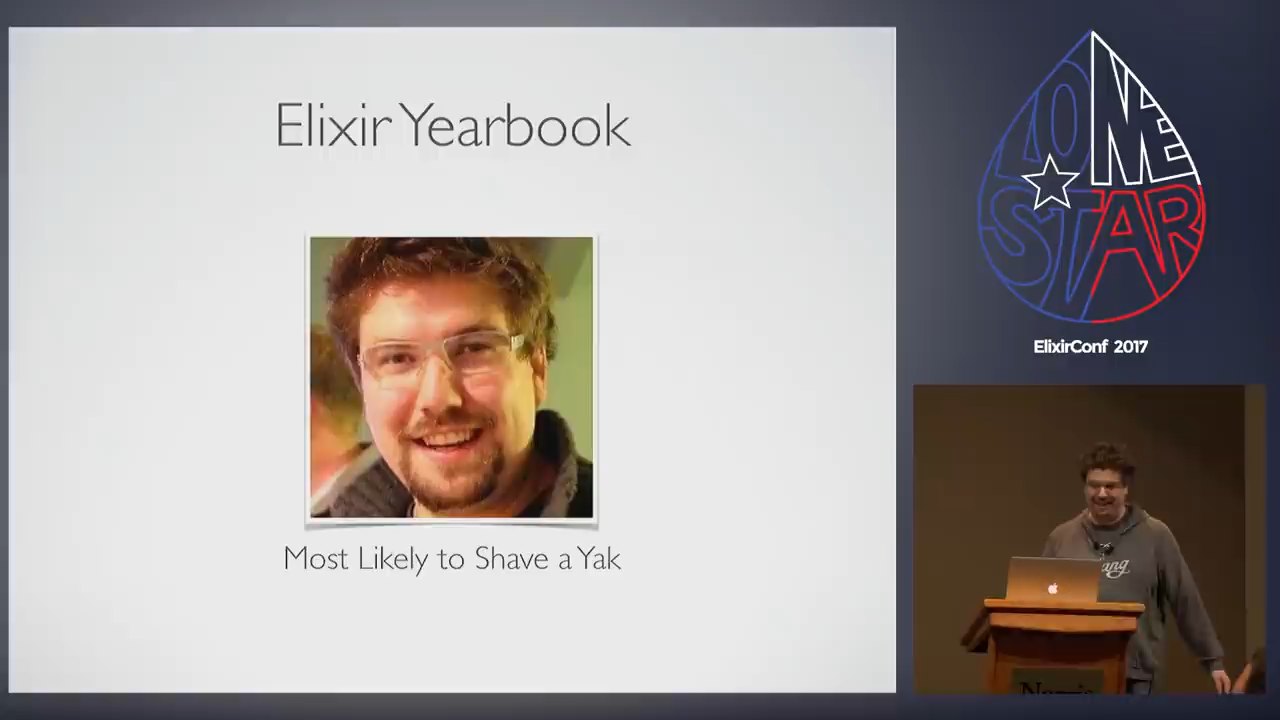 Elixir Yearbook
Most Likely to Shave a Yak
LONE
STAR
ElixirConf 2017